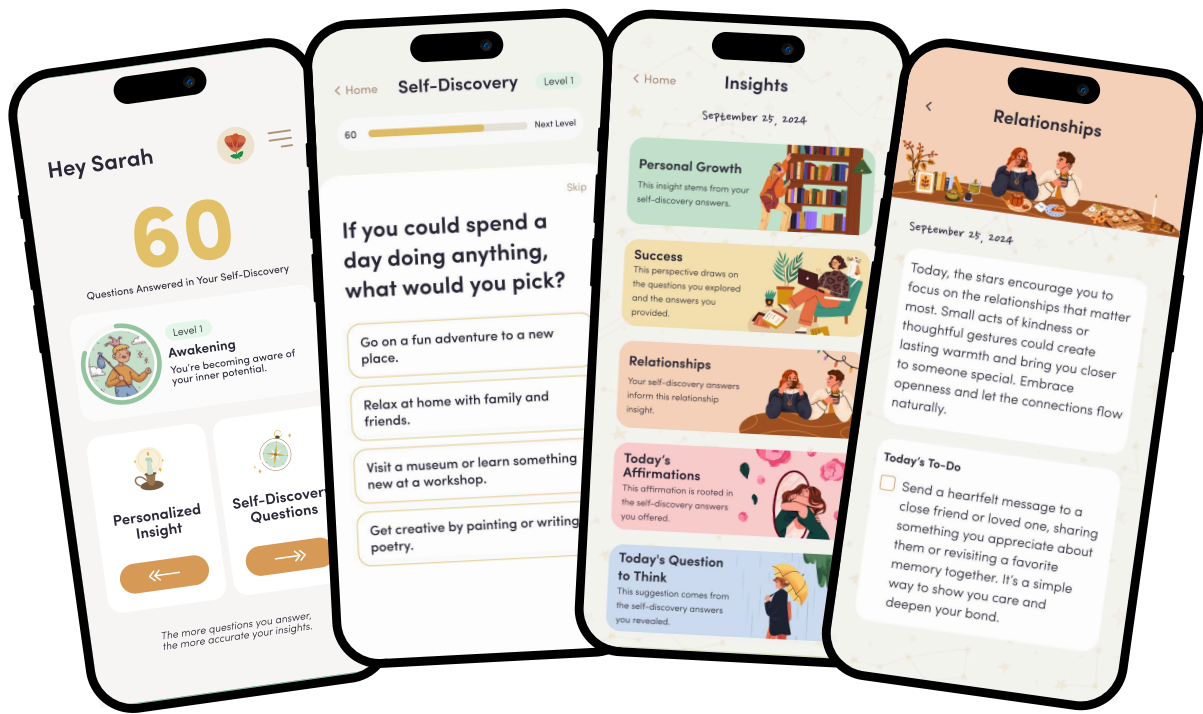 Hey Sarah
60
Questions Answered in Your Self-Discovery
Level 1
Awakening
You're becoming aware of
your inner potential.
Personalized
Insight
Self-Discovery
Questions
The more questions you answer,
the more accurate your insights.
Home
Self-Discovery
Level 1
60
Next Level
Skip
If you could spend a
day doing anything,
what would you pick?
Go on a fun adventure to a new
place.
Relax at home with family and
friends.
Visit a museum or learn something
new at a workshop.
Get creative by painting or writing
poetry.
Home
Insights
September 25, 2024
Personal Growth
This insight stems from your
self-discovery answers.
Success
This perspective draws on
the questions you explored
and the answers you
provided.
Relationships
Your self-discovery answers
inform this relationship
insight.
Today's
Affirmations
This affirmation is rooted in
the self-discovery answers
you offered.
Today's Question
to Think
This suggestion comes from
the self-discovery answers
you revealed.
Relationships
September 25, 2024
Today, the stars encourage you to
focus on the relationships that matter
most. Small acts of kindness or
thoughtful gestures could create
lasting warmth and bring you closer
to someone special. Embrace
openness and let the connections flow
naturally.
Today's To-Do
Send a heartfelt message to a
close friend or loved one, sharing
something you appreciate about
them or revisiting a favorite
memory together. It's a simple
way to show you care and
deepen your bond.